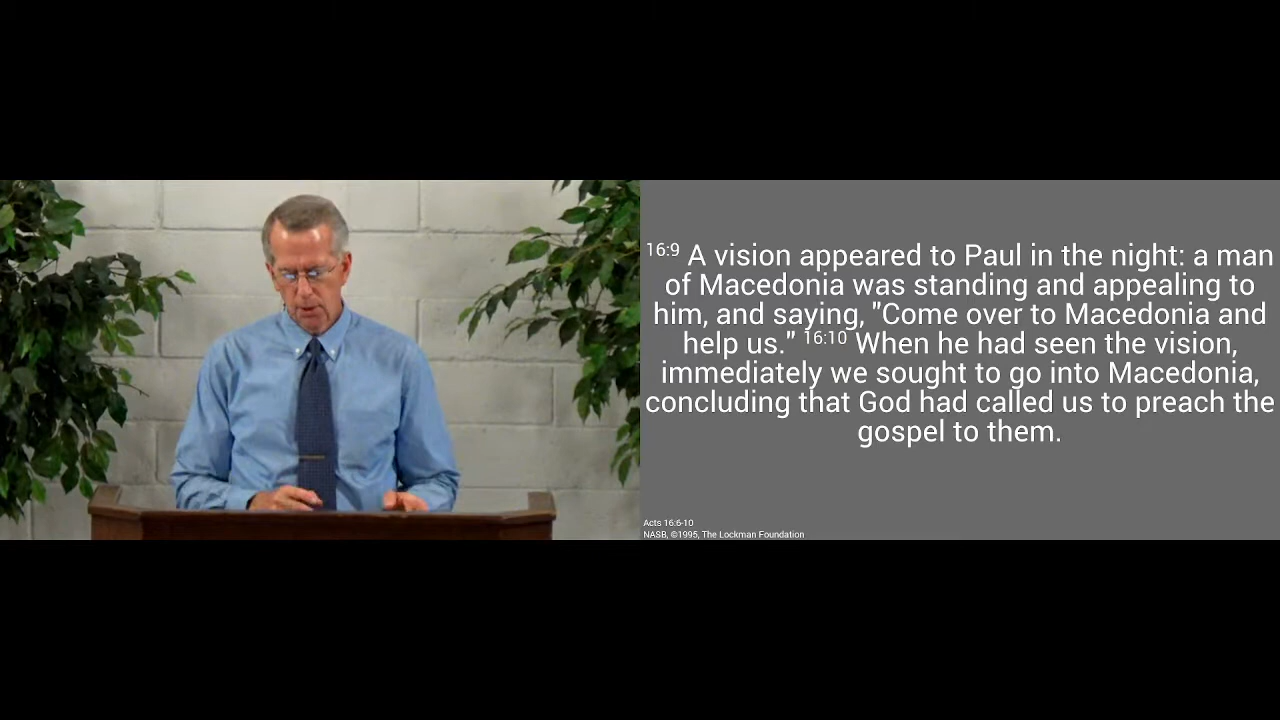 16:9 A vision appeared to Paul in the night: a man
of Macedonia was standing and appealing to
him, and saying, "Come over to Macedonia and
help us." 16:10 When he had seen the vision,
immediately we sought to go into Macedonia,
concluding that God had called us to preach the
gospel to them.
Acts 16:6-10
NASB, ©1995, The Lockman Foundation